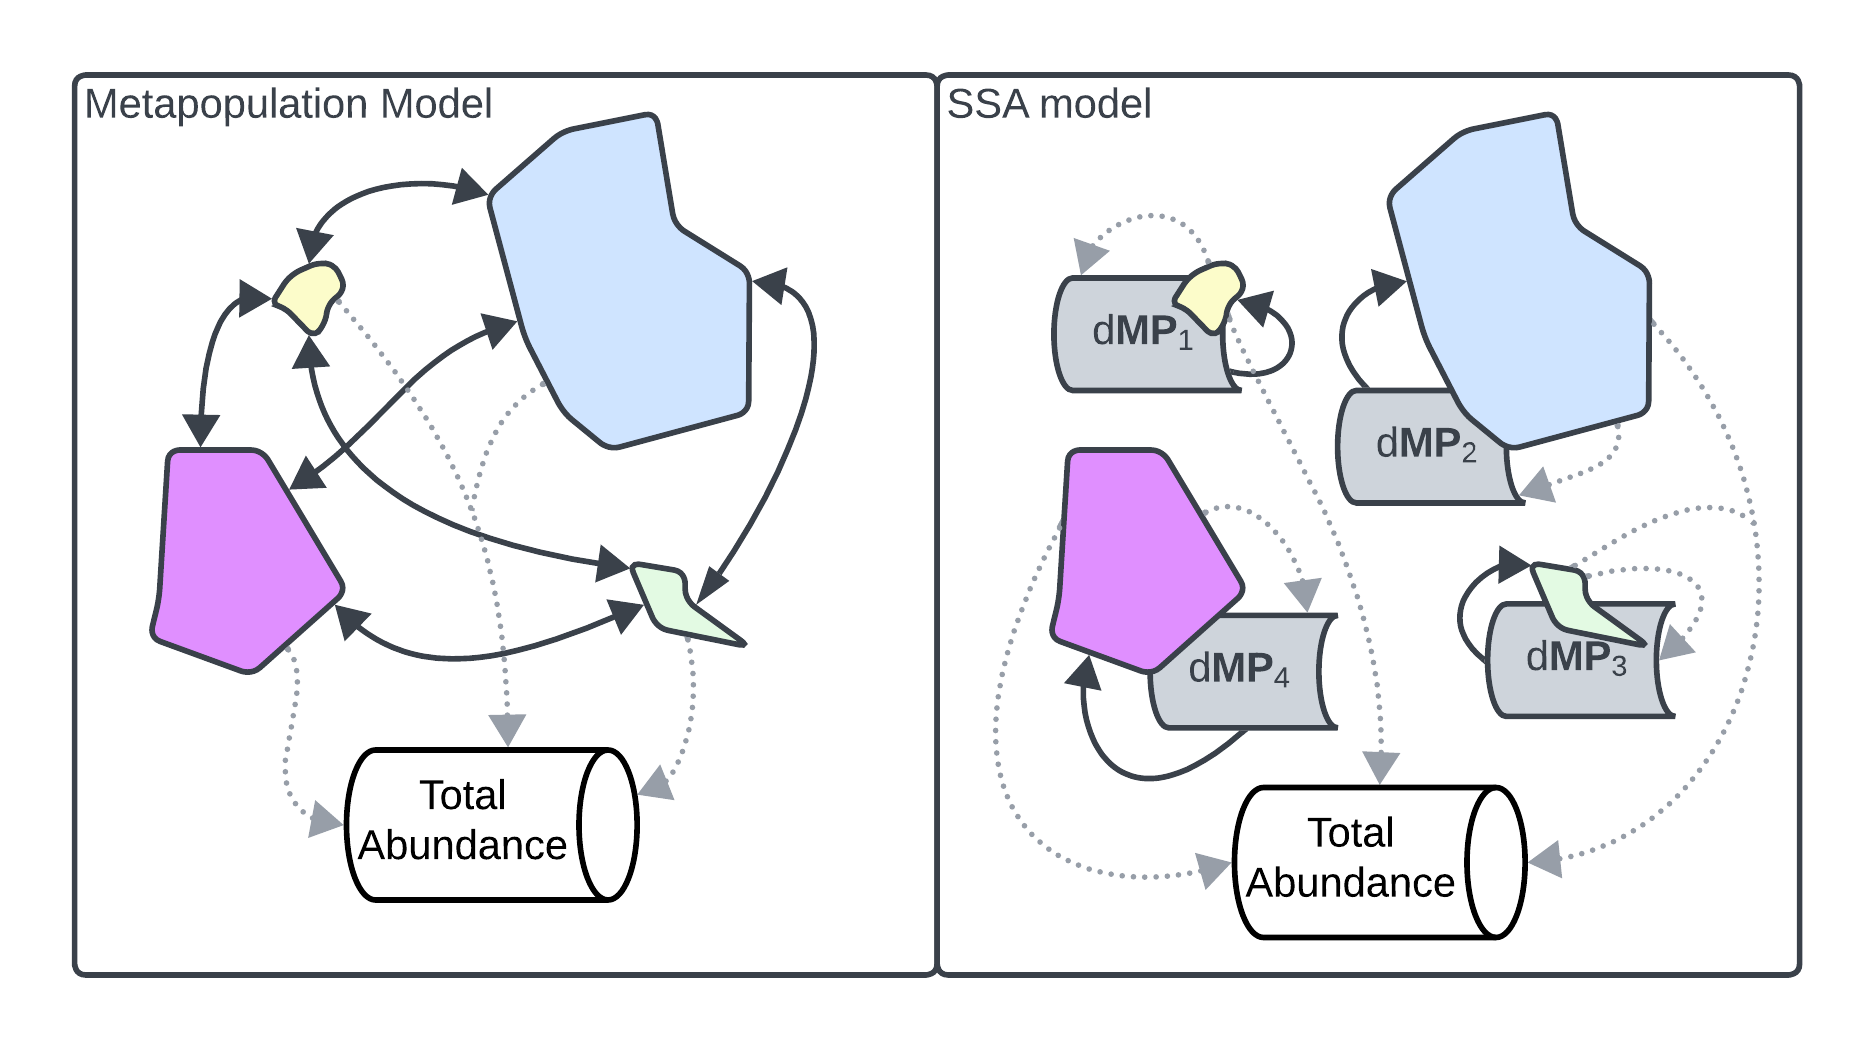 Metapopulation Model
Total
Abundance
SSA model
dMP1
dMP2
dMP4
dMP3
Total
Abundance